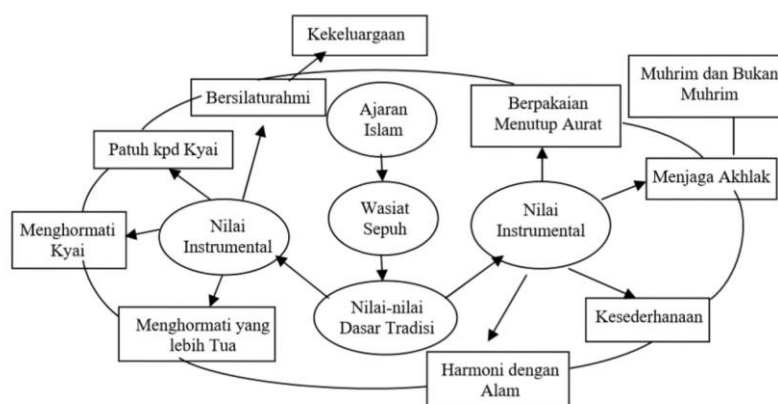 Kekeluargaan
Bersilaturahmi
Ajaran
Islam
Berpakaian
Menutup Aurat
Muhrim dan Bukan
Muhrim
Patuh kpd Kyai
Menjaga Akhlak
Menghormati
Kyai
Nilai
Instrumental
Wasiat
Sepuh
Nilai
Instrumental
Menghormati yang
lebih Tua
Nilai-nilai
Dasar Tradisi
Kesederhanaan
Harmoni dengan
Alam